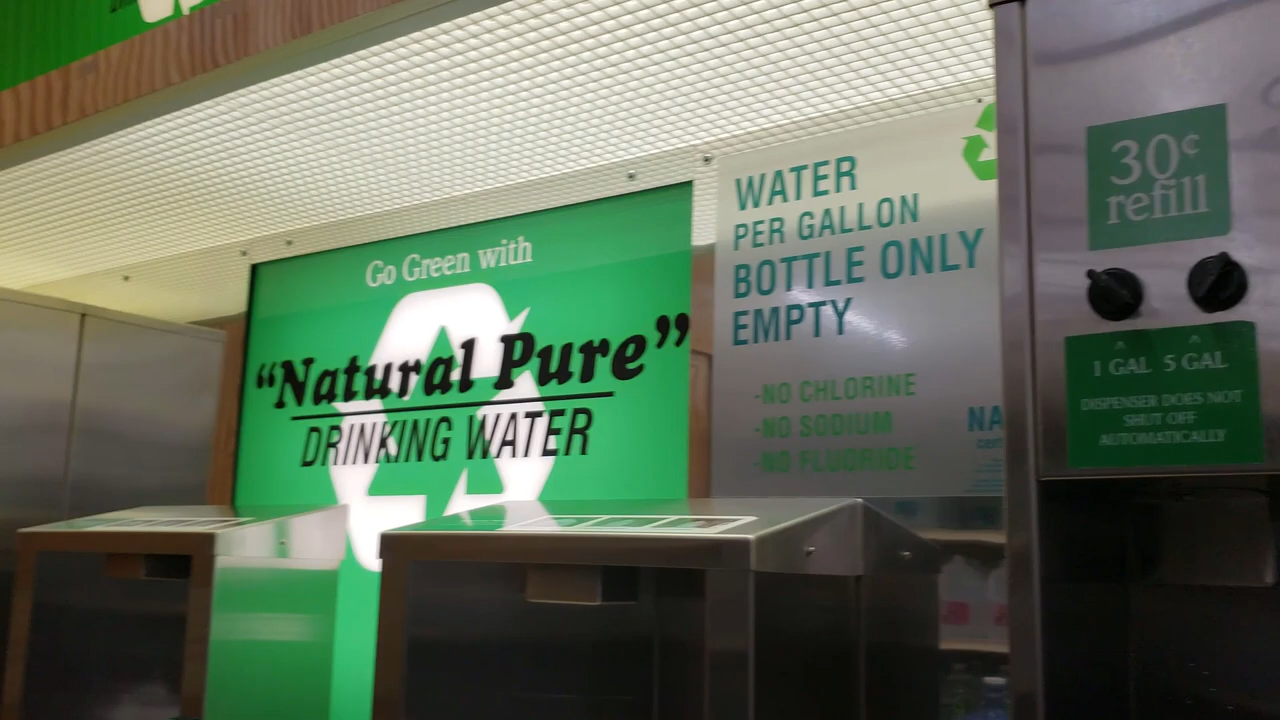 Go Green with
“Natural Pure”
DRINKING WATER
WATER
PER GALLON
BOTTLE ONLY
EMPTY
-NO CHLORINE
-NO SODIUM
-NO FLUORIDE
NA
30¢
refill
1 GAL 5 GAL
DISPENSER DOES NOT
SHUT OFF
AUTOMATICALLY